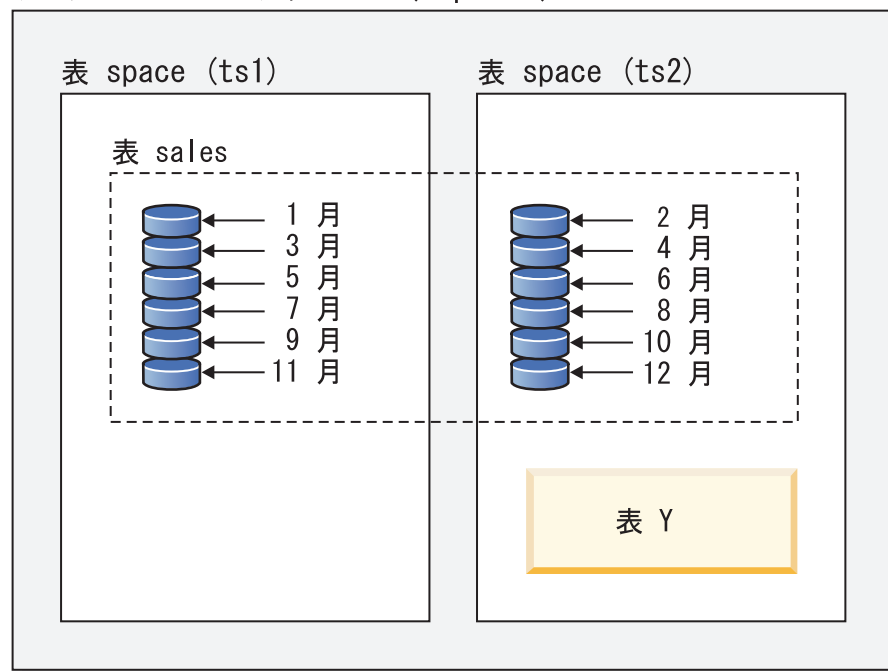 表 space (ts1)
表 sales
1 月
3 月
5 月
7 月
9 月
11 月
表 space (ts2)
2 月
4 月
6 月
8 月
10 月
12 月
表 Y